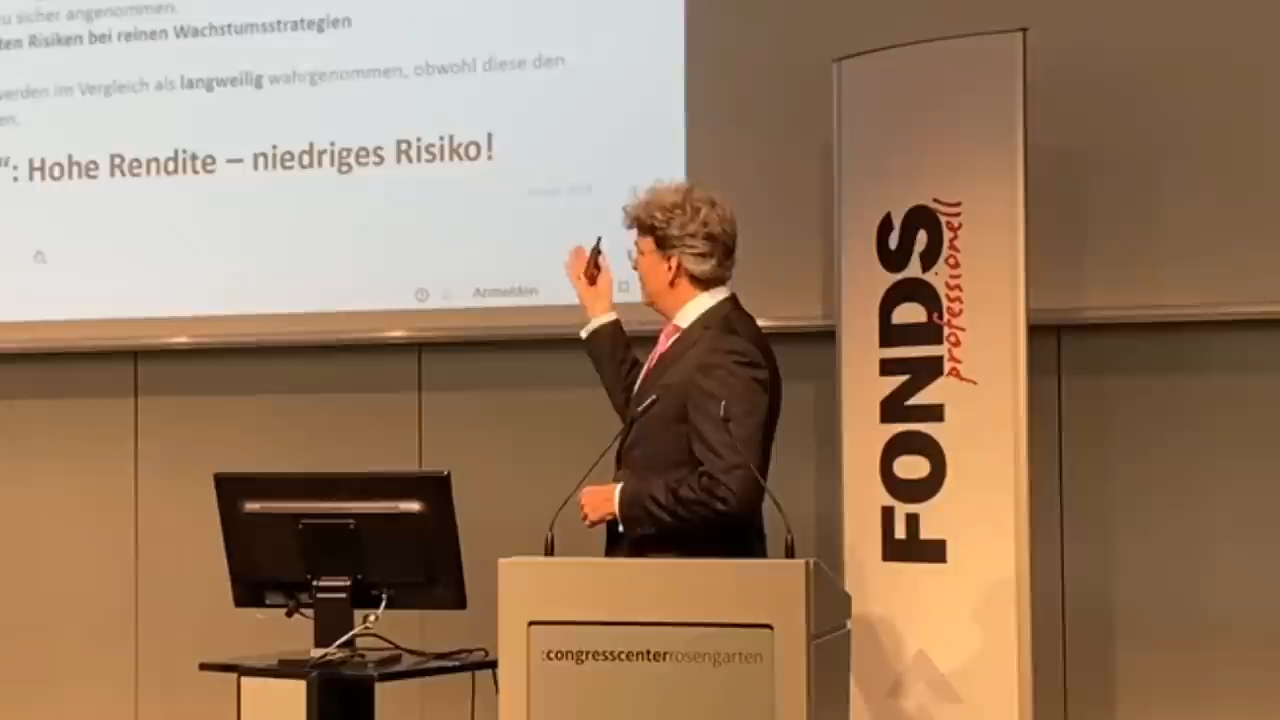 zu sicher angenommen.
ten Risiken bei reinen Wachstumsstrategien
werden im Vergleich als langweilig wahrgenommen, obwohl diese den
en.
“: Hohe Rendite – niedriges Risiko!
Anmelden
FONDS
professionell
:congresscenterrosengarten